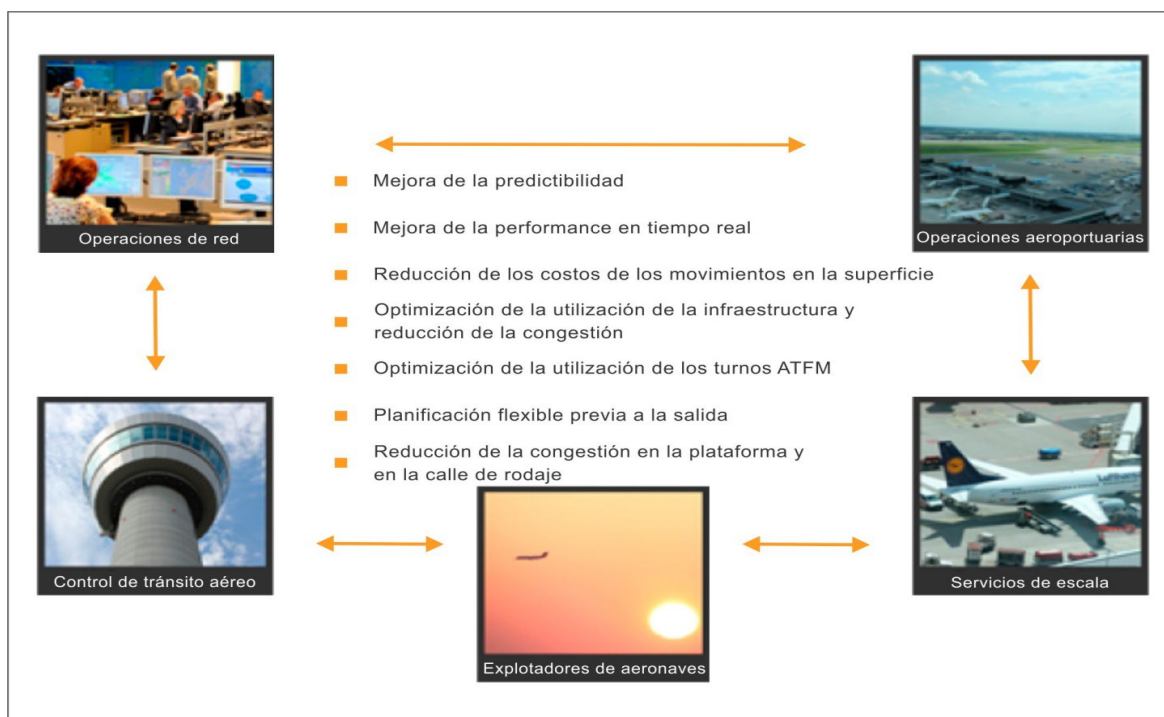 Operaciones de red
Operaciones aeroportuarias
Mejora de la predictibilidad
Mejora de la performance en tiempo real
Reducción de los costos de los movimientos en la superficie
Optimización de la utilización de la infraestructura y
reducción de la congestión
Optimización de la utilización de los turnos ATFM
Planificación flexible previa a la salida
Reducción de la congestión en la plataforma y
en la calle de rodaje
Control de tránsito aéreo
Explotadores de aeronaves
Servicios de escala